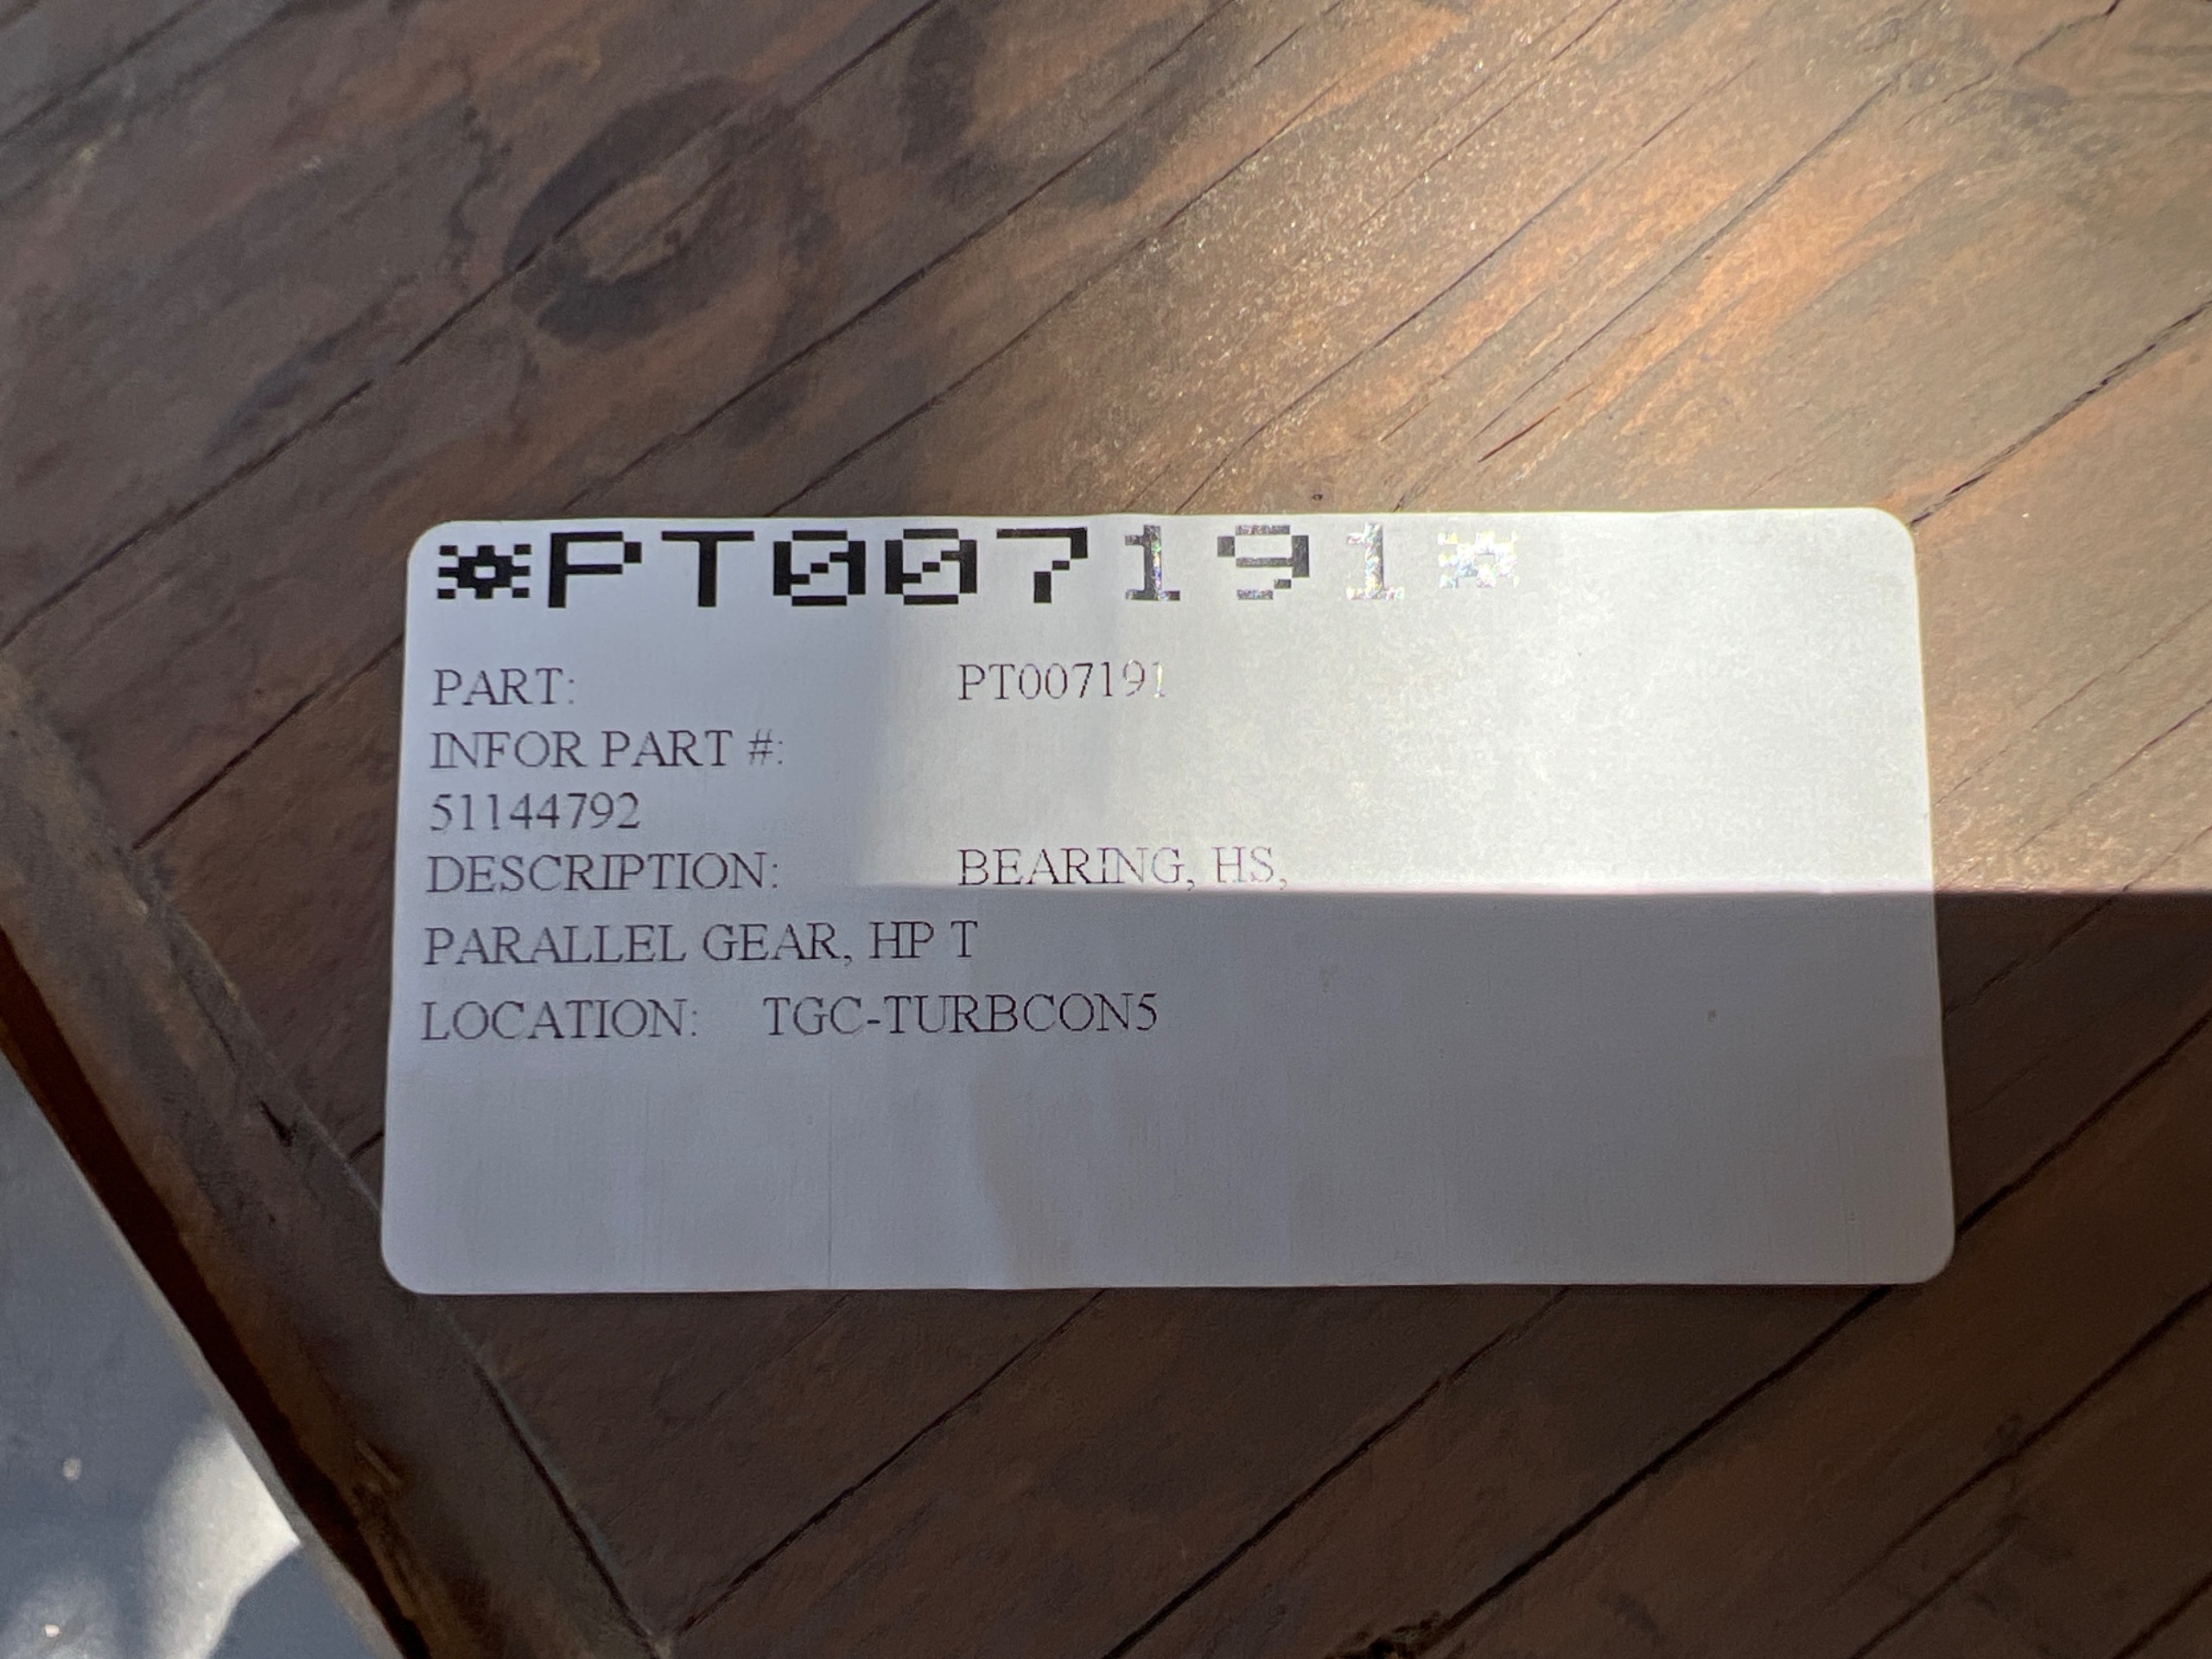 *PT007191*
PART: PT007191
INFOR PART #:
51144792
DESCRIPTION: BEARING, HS,
PARALLEL GEAR, HP T
LOCATION: TGC-TURBCON5